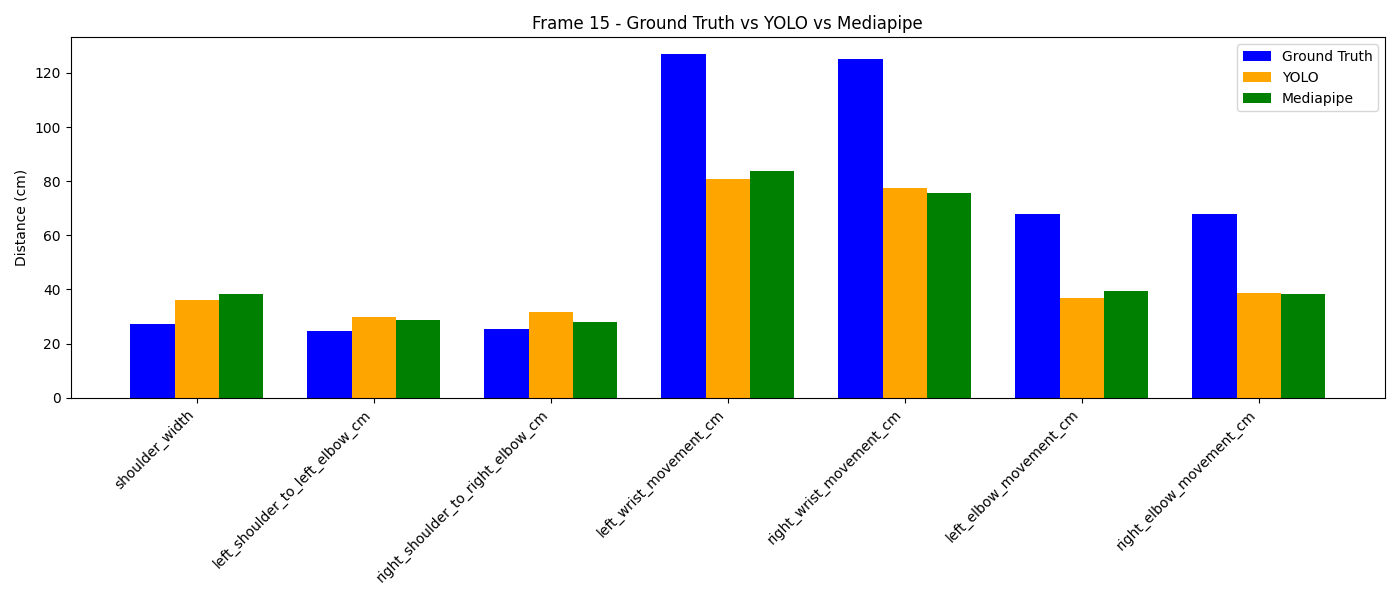 Frame 15 - Ground Truth vs YOLO vs Mediapipe
Ground Truth
YOLO
Mediapipe
Distance (cm)
120
100
80
60
40
20
0
shoulder_width
left_shoulder_to_left_elbow_cm
right_shoulder_to_right_elbow_cm
left_wrist_movement_cm
right_wrist_movement_cm
left_elbow_movement_cm
right_elbow_movement_cm